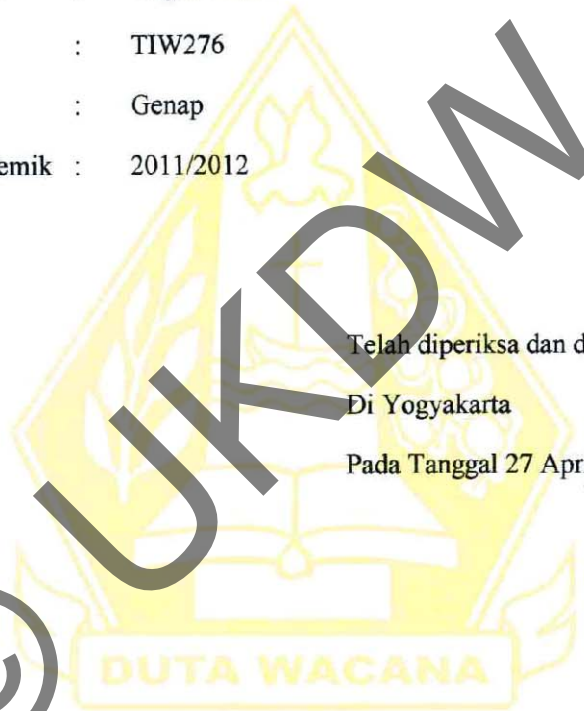 : TIW276
: Genap
emik : 2011/2012
Telah diperiksa dan d
Di Yogyakarta
Pada Tanggal 27 Apr
© UKDW
DUTA WACANA